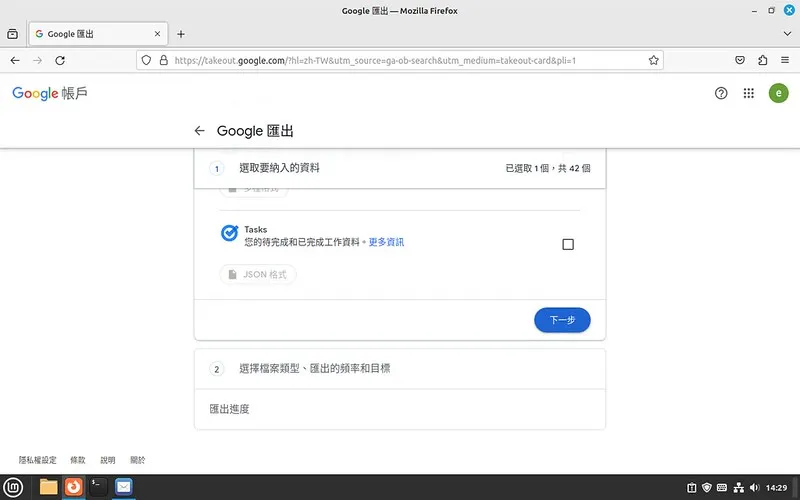 Google 匯出 — Mozilla Firefox
Google 匯出
https://takeout.google.com/?hl=zh-TW&utm_source=ga-ob-search&utm_medium=takeout-card&pli=1
Google 帳戶
e
Google 匯出
1 選取要納入的資料 已選取 1 個，共 42 個
多種格式
Tasks
您的待完成和已完成工作資料。更多資訊
JSON 格式
下一步
2 選擇檔案類型、匯出的頻率和目標
匯出進度
隱私權設定 條款 說明 關於
14:29